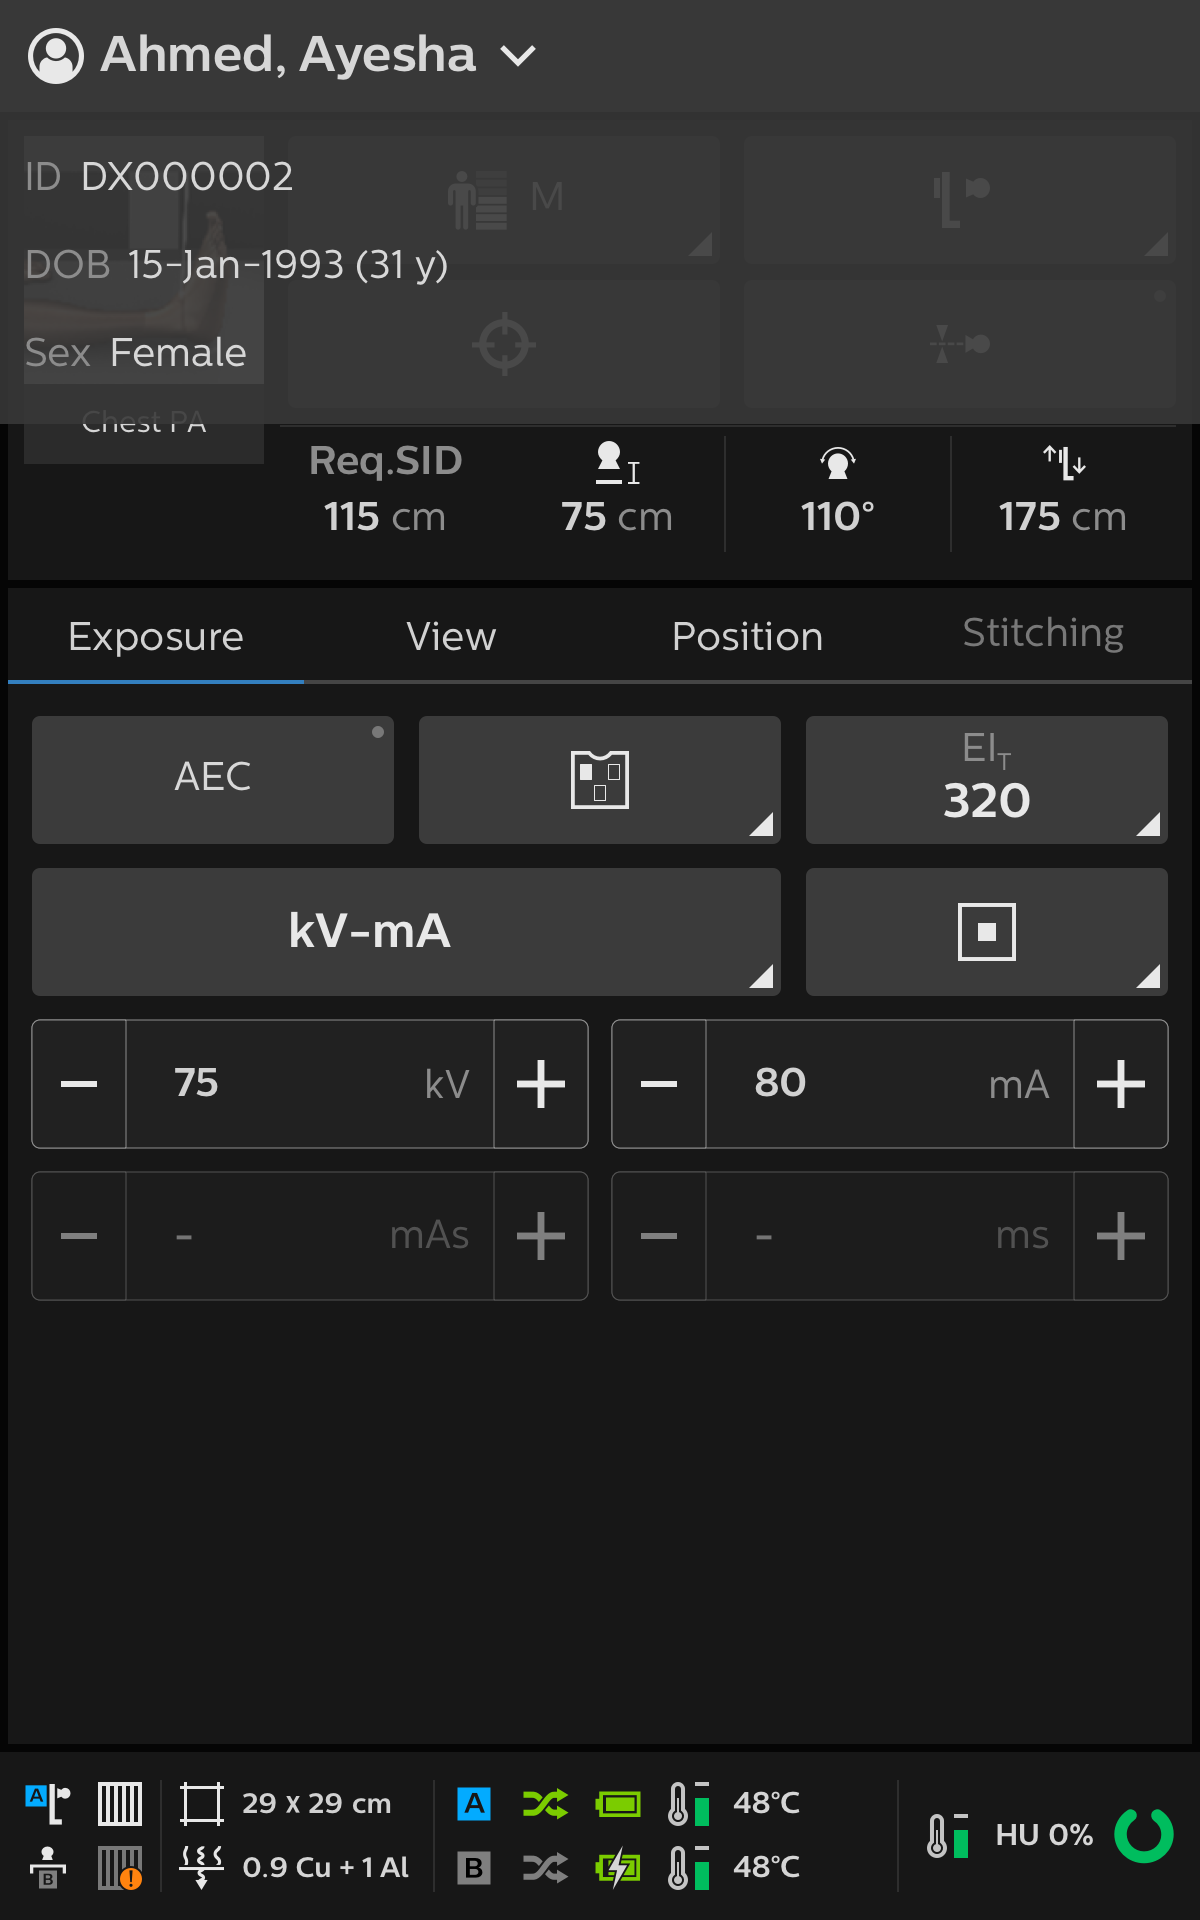 Ahmed, Ayesha
ID DX000002
M
DOB 15-Jan-1993 (31 y)
Sex Female
Chest PA
Req.SID
115 cm
75 cm
110°
175 cm
Exposure View Position Stitching
AEC
EI T
320
kV-mA
75 kV
80 mA
- mAs
- ms
A
29 x 29 cm
A
48°C
HU 0%
B
!
0.9 Cu + 1 Al
B
48°C